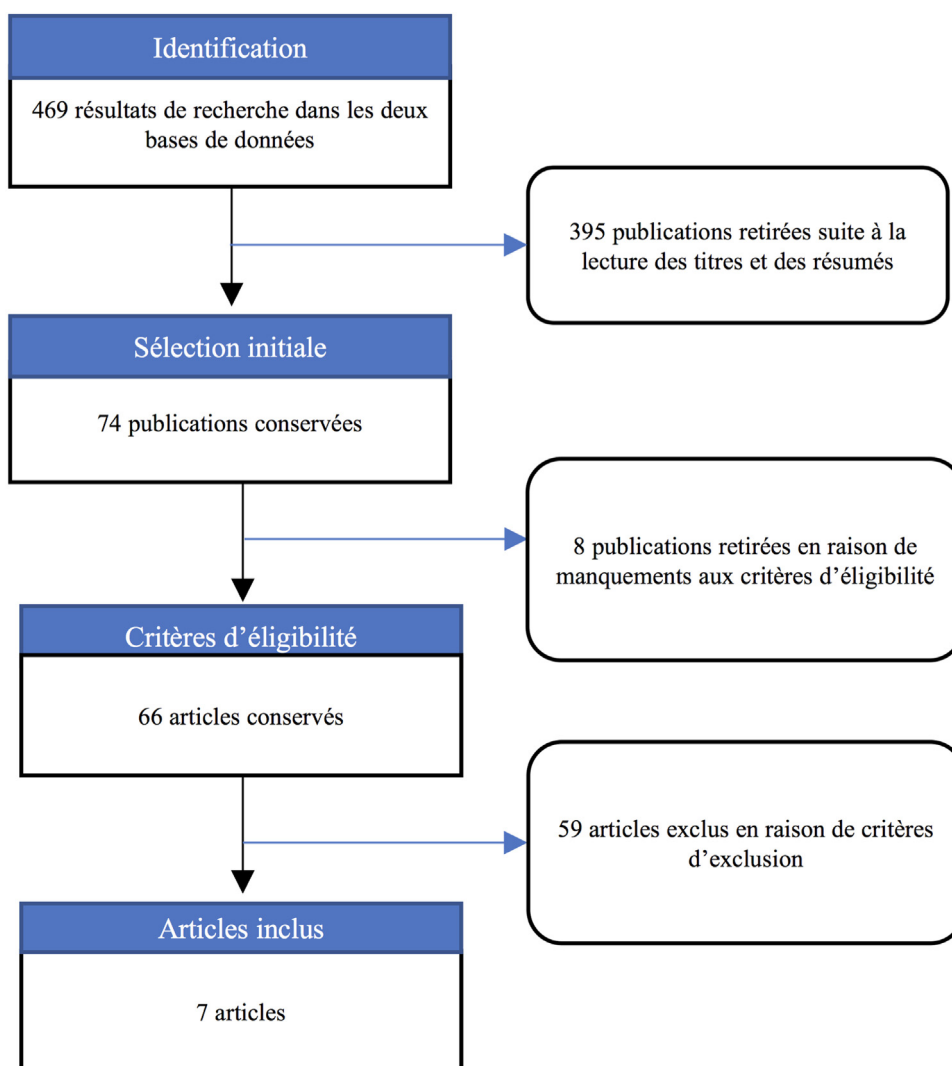 Identification
469 résultats de recherche dans les deux
bases de données
395 publications retirées suite à la
lecture des titres et des résumés
Sélection initiale
74 publications conservées
8 publications retirées en raison de
manquements aux critères d’éligibilité
Critères d’éligibilité
66 articles conservés
59 articles exclus en raison de critères
d’exclusion
Articles inclus
7 articles